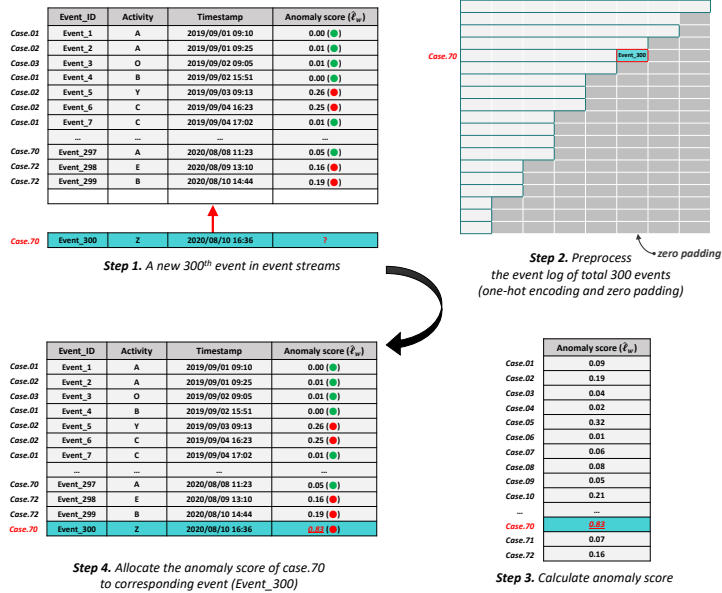 Event_ID Activity Timestamp Anomaly score (ℓ̂w)
Case.01 Event_1 A 2019/09/01 09:10 0.00 ( )
Case.02 Event_2 A 2019/09/01 09:25 0.01 ( )
Case.03 Event_3 O 2019/09/02 09:05 0.01 ( )
Case.01 Event_4 B 2019/09/02 15:51 0.00 ( )
Case.02 Event_5 Y 2019/09/03 09:13 0.26 ( )
Case.02 Event_6 C 2019/09/04 16:23 0.25 ( )
Case.01 Event_7 C 2019/09/04 17:02 0.01 ( )
... ... ... ...
Case.70 Event_297 A 2020/08/08 11:23 0.05 ( )
Case.72 Event_298 E 2020/08/09 13:10 0.16 ( )
Case.72 Event_299 B 2020/08/10 14:44 0.19 ( )
Case.70 Event_300 Z 2020/08/10 16:36 ?
Step 1. A new 300th event in event streams
Case.70 Event_300
zero padding
Step 2. Preprocess
the event log of total 300 events
(one-hot encoding and zero padding)
Anomaly score (ℓ̂w)
Case.01 0.09
Case.02 0.19
Case.03 0.04
Case.04 0.02
Case.05 0.32
Case.06 0.01
Case.07 0.06
Case.08 0.08
Case.09 0.05
Case.10 0.21
... ...
Case.70 0.83
Case.71 0.07
Case.72 0.16
Step 3. Calculate anomaly score
Event_ID Activity Timestamp Anomaly score (ℓ̂w)
Case.01 Event_1 A 2019/09/01 09:10 0.00 ( )
Case.02 Event_2 A 2019/09/01 09:25 0.01 ( )
Case.03 Event_3 O 2019/09/02 09:05 0.01 ( )
Case.01 Event_4 B 2019/09/02 15:51 0.00 ( )
Case.02 Event_5 Y 2019/09/03 09:13 0.26 ( )
Case.02 Event_6 C 2019/09/04 16:23 0.25 ( )
Case.01 Event_7 C 2019/09/04 17:02 0.01 ( )
... ... ... ...
Case.70 Event_297 A 2020/08/08 11:23 0.05 ( )
Case.72 Event_298 E 2020/08/09 13:10 0.16 ( )
Case.72 Event_299 B 2020/08/10 14:44 0.19 ( )
Case.70 Event_300 Z 2020/08/10 16:36 0.83 ( )
Step 4. Allocate the anomaly score of case.70
to corresponding event (Event_300)